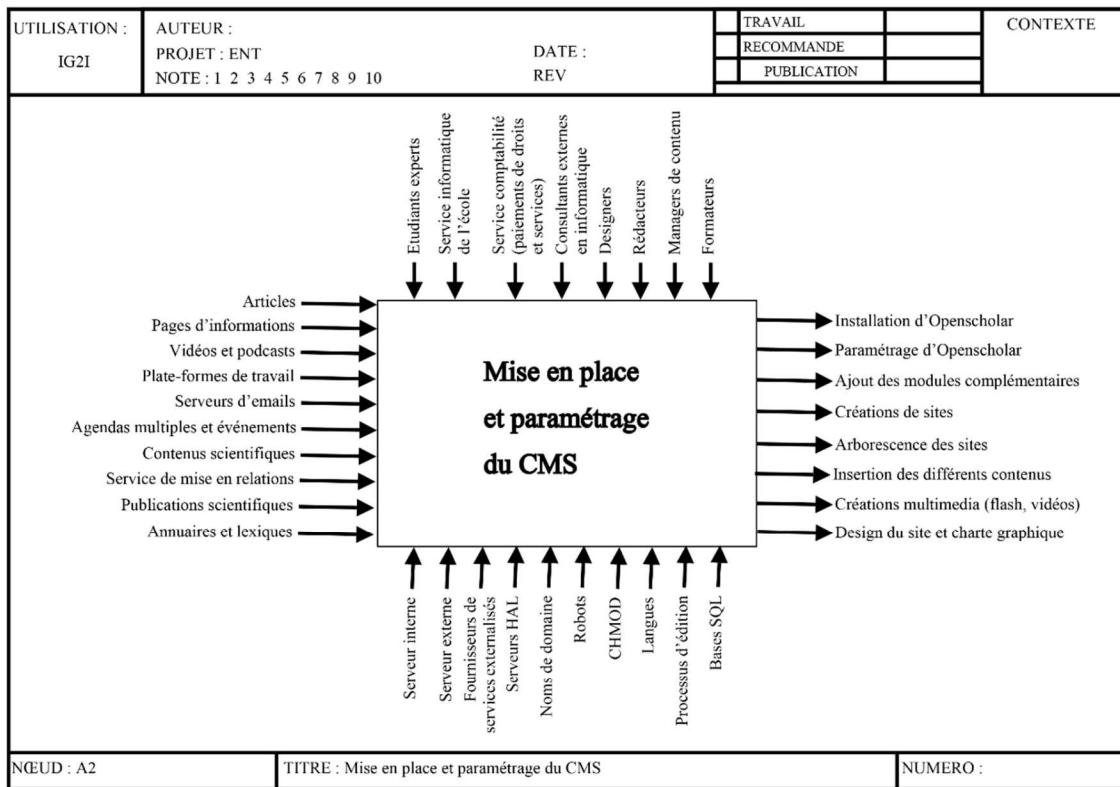 UTILISATION :
IG2I
AUTEUR :
PROJET : ENT
DATE :
NOTE : 1 2 3 4 5 6 7 8 9 10
REV
TRAVAIL
RECOMMANDE
PUBLICATION
CONTEXTE
Etudiants experts
Service informatique
de l'école
Service comptabilité
(paiements de droits
et services)
Consultants externes
en informatique
Designers
Rédacteurs
Managers de contenu
Formateurs
Articles
Pages d'informations
Vidéos et podcasts
Plate-formes de travail
Serveurs d'emails
Agendas multiples et événements
Contenus scientifiques
Service de mise en relations
Publications scientifiques
Annuaires et lexiques
Mise en place
et paramétrage
du CMS
Installation d'Openscholar
Paramétrage d'Openscholar
Ajout des modules complémentaires
Créations de sites
Arborescence des sites
Insertion des différents contenus
Créations multimedia (flash, vidéos)
Design du site et charte graphique
Serveur interne
Serveur externe
Fournisseurs de
services externalisés
Serveurs HAL
Noms de domaine
Robots
CHMOD
Langues
Processus d'édition
Bases SQL
NŒUD : A2
TITRE : Mise en place et paramétrage du CMS
NUMERO :